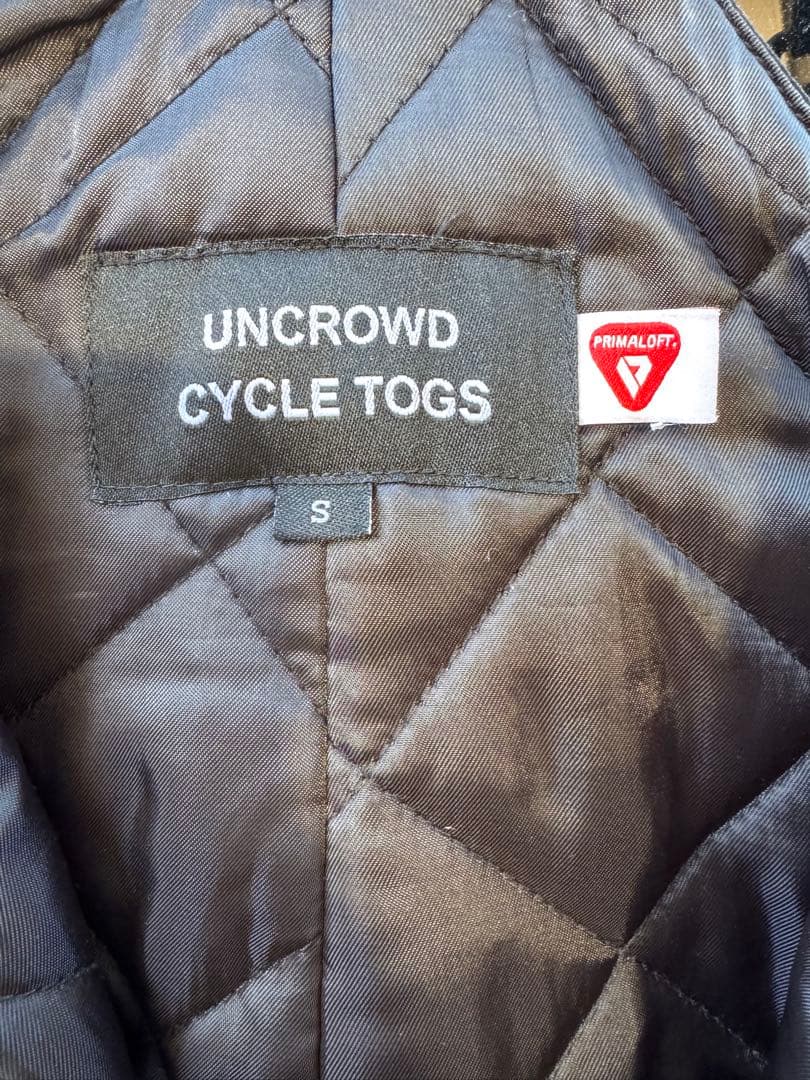 UNCROWD
CYCLE TOGS
PRIMALOFT.
S